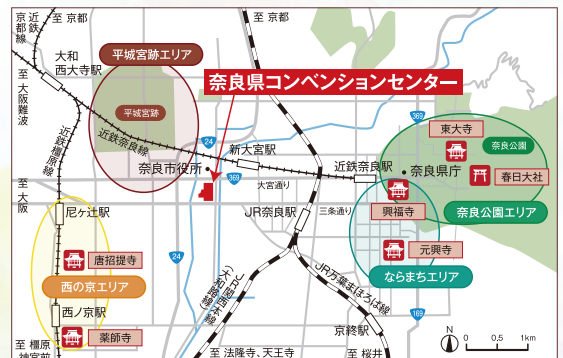 近鉄京都線
至 京都
至 京都
大和西大寺駅
平城宮跡エリア
奈良県コンベンションセンター
至 大阪難波
平城宮跡
369
24
東大寺
奈良公園
近鉄奈良線
新大宮駅
近鉄橿原線
奈良市役所
369
近鉄奈良駅
奈良県庁
春日大社
至 大阪
大宮通り
興福寺
奈良公園エリア
尼ヶ辻駅
JR奈良駅
三条通り
元興寺
唐招提寺
24
JR関西本線
(大和路線)
JR万葉まほろば線
ならまちエリア
西の京エリア
西ノ京駅
169
薬師寺
京終駅
N
0 0.5 1km
至 橿原神宮前
至 法隆寺、天王寺
至 桜井